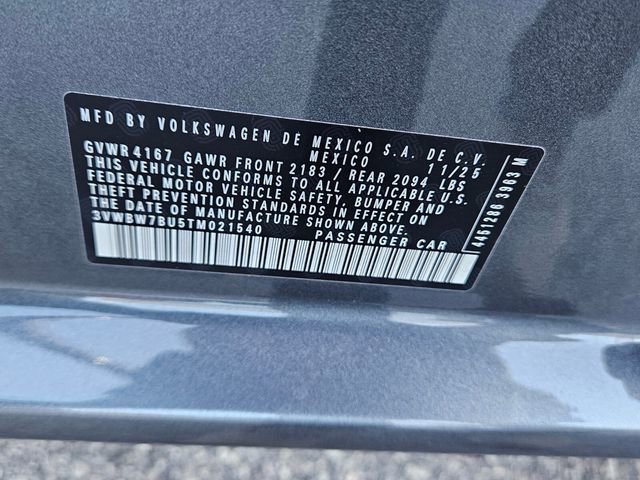 MFD BY VOLKSWAGEN DE MEXICO S.A. DE C.V.
MEXICO 11/25
GVWR 4167 GAWR FRONT 2183 / REAR 2094 LBS
THIS VEHICLE CONFORMS TO ALL APPLICABLE U.S.
FEDERAL MOTOR VEHICLE SAFETY, BUMPER AND
THEFT PREVENTION STANDARDS IN EFFECT ON
THE DATE OF MANUFACTURE SHOWN ABOVE.
3VWBW7BU5TM021540 PASSENGER CAR
4451286 3963 M